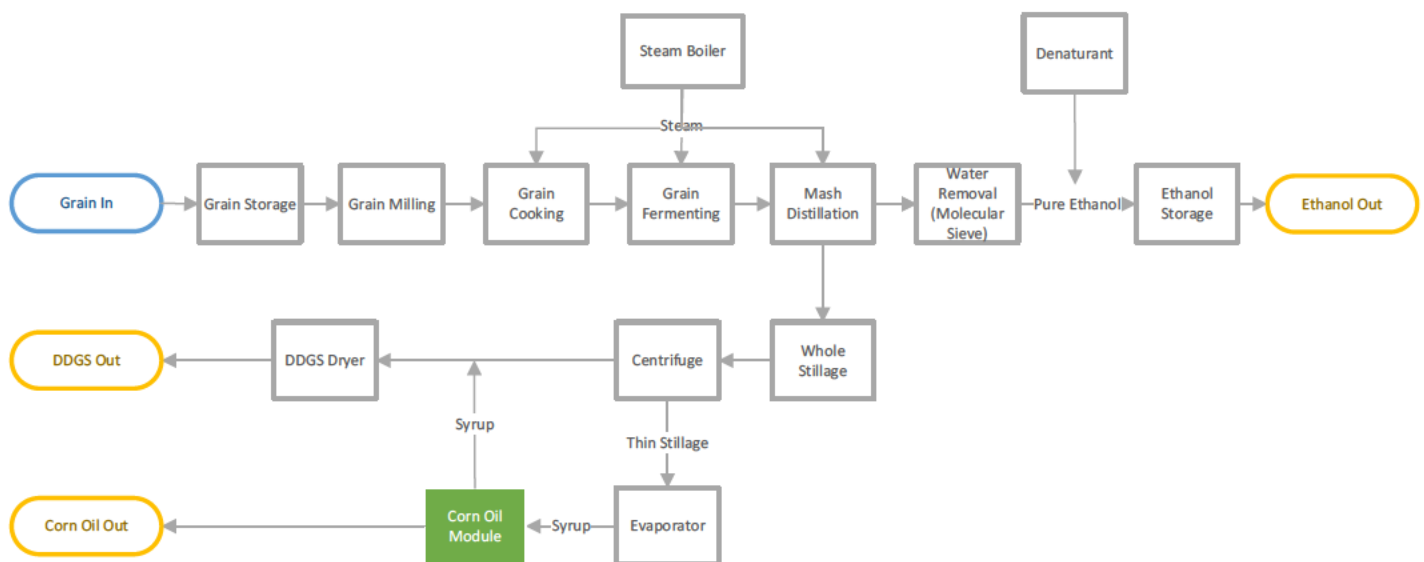 Steam Boiler
Denaturant
Steam
Grain In
Grain Storage
Grain Milling
Grain
Cooking
Grain
Fermenting
Mash
Distillation
Water
Removal
(Molecular
Sieve)
Pure Ethanol
Ethanol
Storage
Ethanol Out
DDGS Out
DDGS Dryer
Centrifuge
Whole
Stillage
Syrup
Thin Stillage
Corn Oil Out
Corn Oil
Module
Syrup
Evaporator